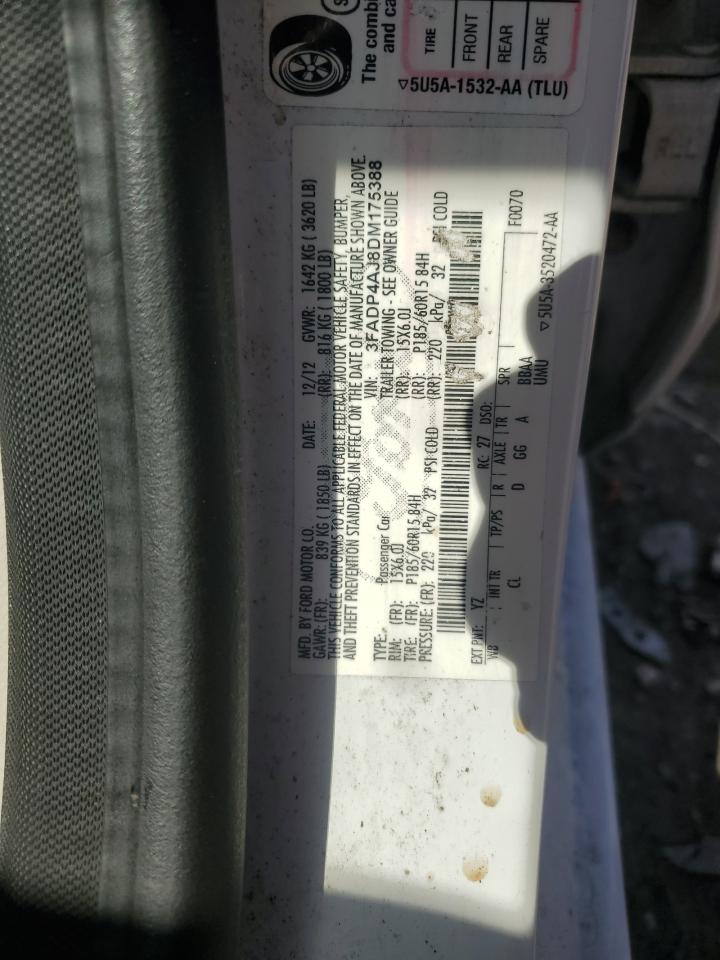 The combi
and ca
TIRE
FRONT
REAR
SPARE
5U5A-1532-AA (TLU)
MFD. BY FORD MOTOR CO. DATE: 12/12 GVWR: 1642 KG ( 3620 LB)
GAWR: (FR): 839 KG ( 1850 LB) (RR): 816 KG ( 1800 LB)
THIS VEHICLE CONFORMS TO ALL APPLICABLE FEDERAL MOTOR VEHICLE SAFETY, BUMPER,
AND THEFT PREVENTION STANDARDS IN EFFECT ON THE DATE OF MANUFACTURE SHOWN ABOVE.
VIN: 3FADP4AJ8DM175388
TYPE: Passenger Car TRAILER TOWING - SEE OWNER GUIDE
RIM: (FR): 15X6.0J (RR): 15X6.0J
TIRE: (FR): P185/60R15 84H (RR): P185/60R15 84H
PRESSURE: (FR): 220 kPa/ 32 PSI COLD (RR): 220 kPa/ 32 PSI COLD
EXT PNT: YZ RC: 27 DSO: F0070
WB INT TR TP/PS R AXLE TR SPR
CL D GG A BBAA
UMU 5U5A-3520472-AA